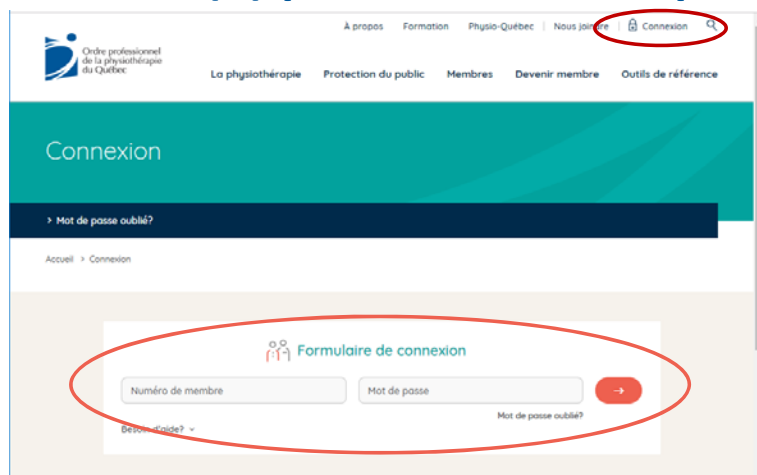 À propos Formation Physio-Québec Nous joindre Connexion
Ordre professionnel
de la physiothérapie
du Québec
La physiothérapie Protection du public Membres Devenir membre Outils de référence
Connexion
> Mot de passe oublié?
Accueil > Connexion
Formulaire de connexion
Numéro de membre Mot de passe
Mot de passe oublié?
Besoin d'aide?